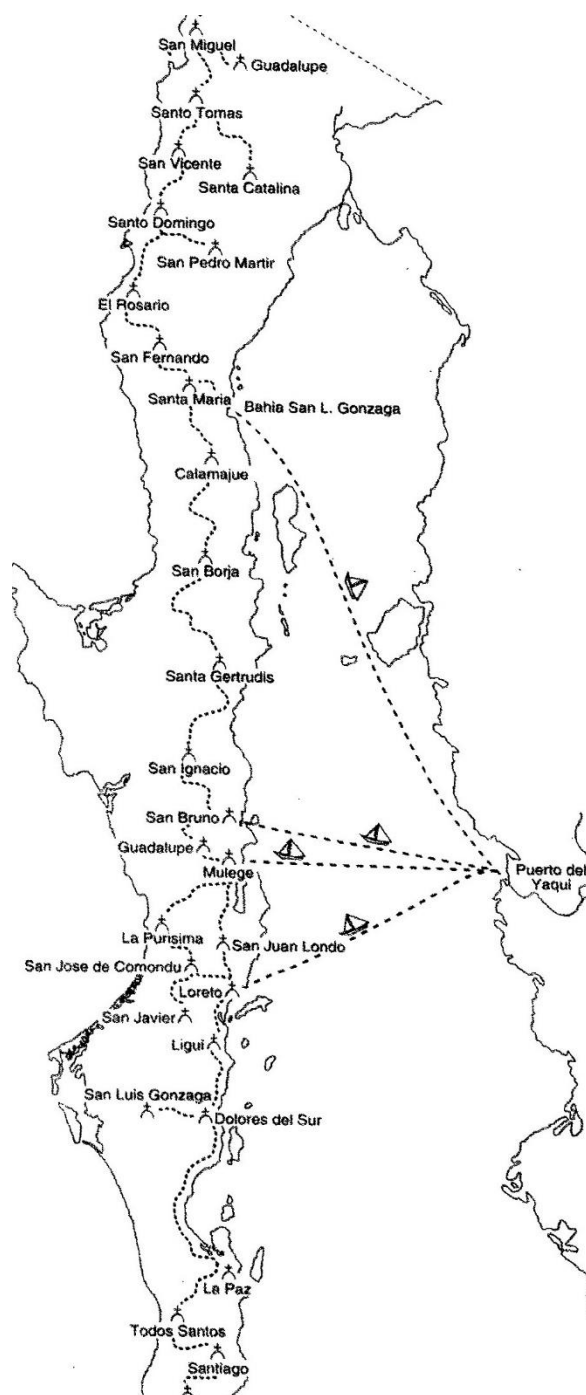 San Miguel
Guadalupe
Santo Tomas
San Vicente
Santa Catalina
Santo Domingo
San Pedro Martir
El Rosario
San Fernando
Santa Maria
Bahia San L. Gonzaga
Calamajue
San Borja
Santa Gertrudis
San Ignacio
San Bruno
Guadalupe
Mulege
Puerto del
Yaqui
La Purisima
San Juan Londo
San Jose de Comondu
Loreto
San Javier
Ligui
San Luis Gonzaga
Dolores del Sur
La Paz
Todos Santos
Santiago